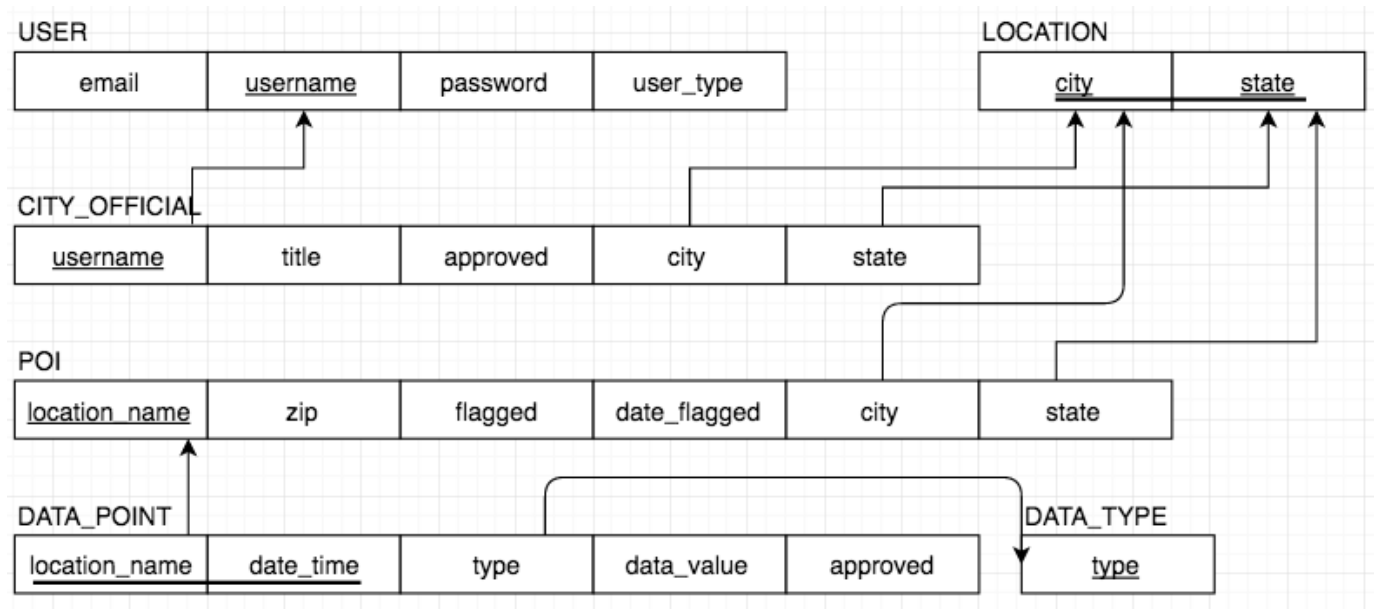 USER LOCATION
email username password user_type city state
CITY_OFFICIAL
username title approved city state
POI
location_name zip flagged date_flagged city state
DATA_POINT DATA_TYPE
location_name date_time type data_value approved type